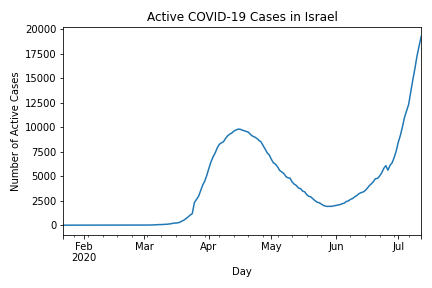 Active COVID-19 Cases in Israel
Number of Active Cases
20000
17500
15000
12500
10000
7500
5000
2500
0
Feb Mar Apr May Jun Jul
2020
Day